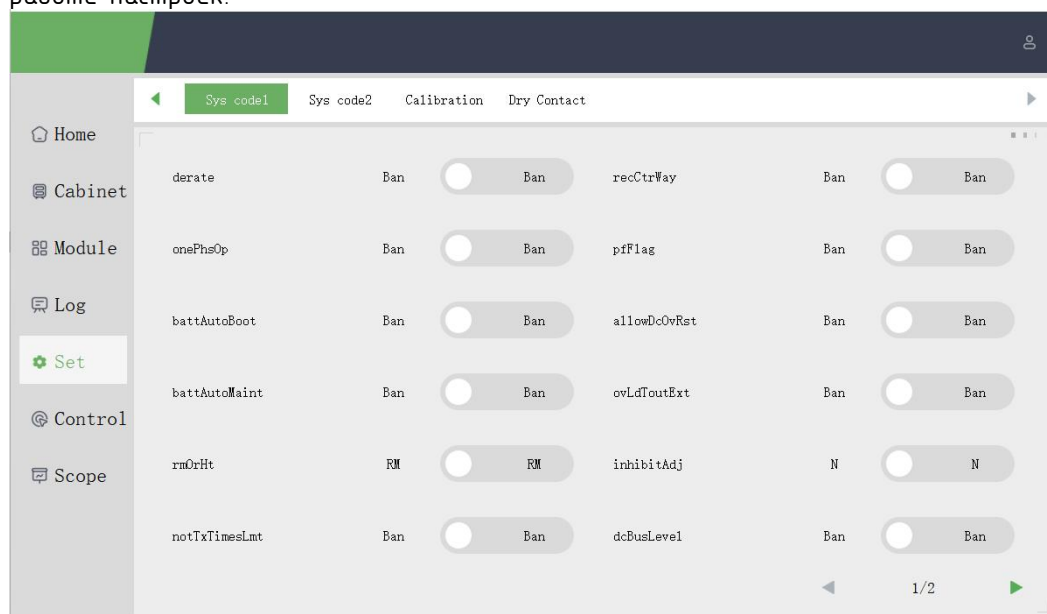 работе настроек.
Sys code1 Sys code2 Calibration Dry Contact
Home
Cabinet
Module
Log
Set
Control
Scope
derate Ban Ban recCtrWay Ban Ban
onePhsOp Ban Ban pfFlag Ban Ban
battAutoBoot Ban Ban allowDcOvRst Ban Ban
battAutoMaint Ban Ban ovLdToutExt Ban Ban
rmOrHt RM RM inhibitAdj N N
notTxTimesLmt Ban Ban dcBusLevel Ban Ban
1/2